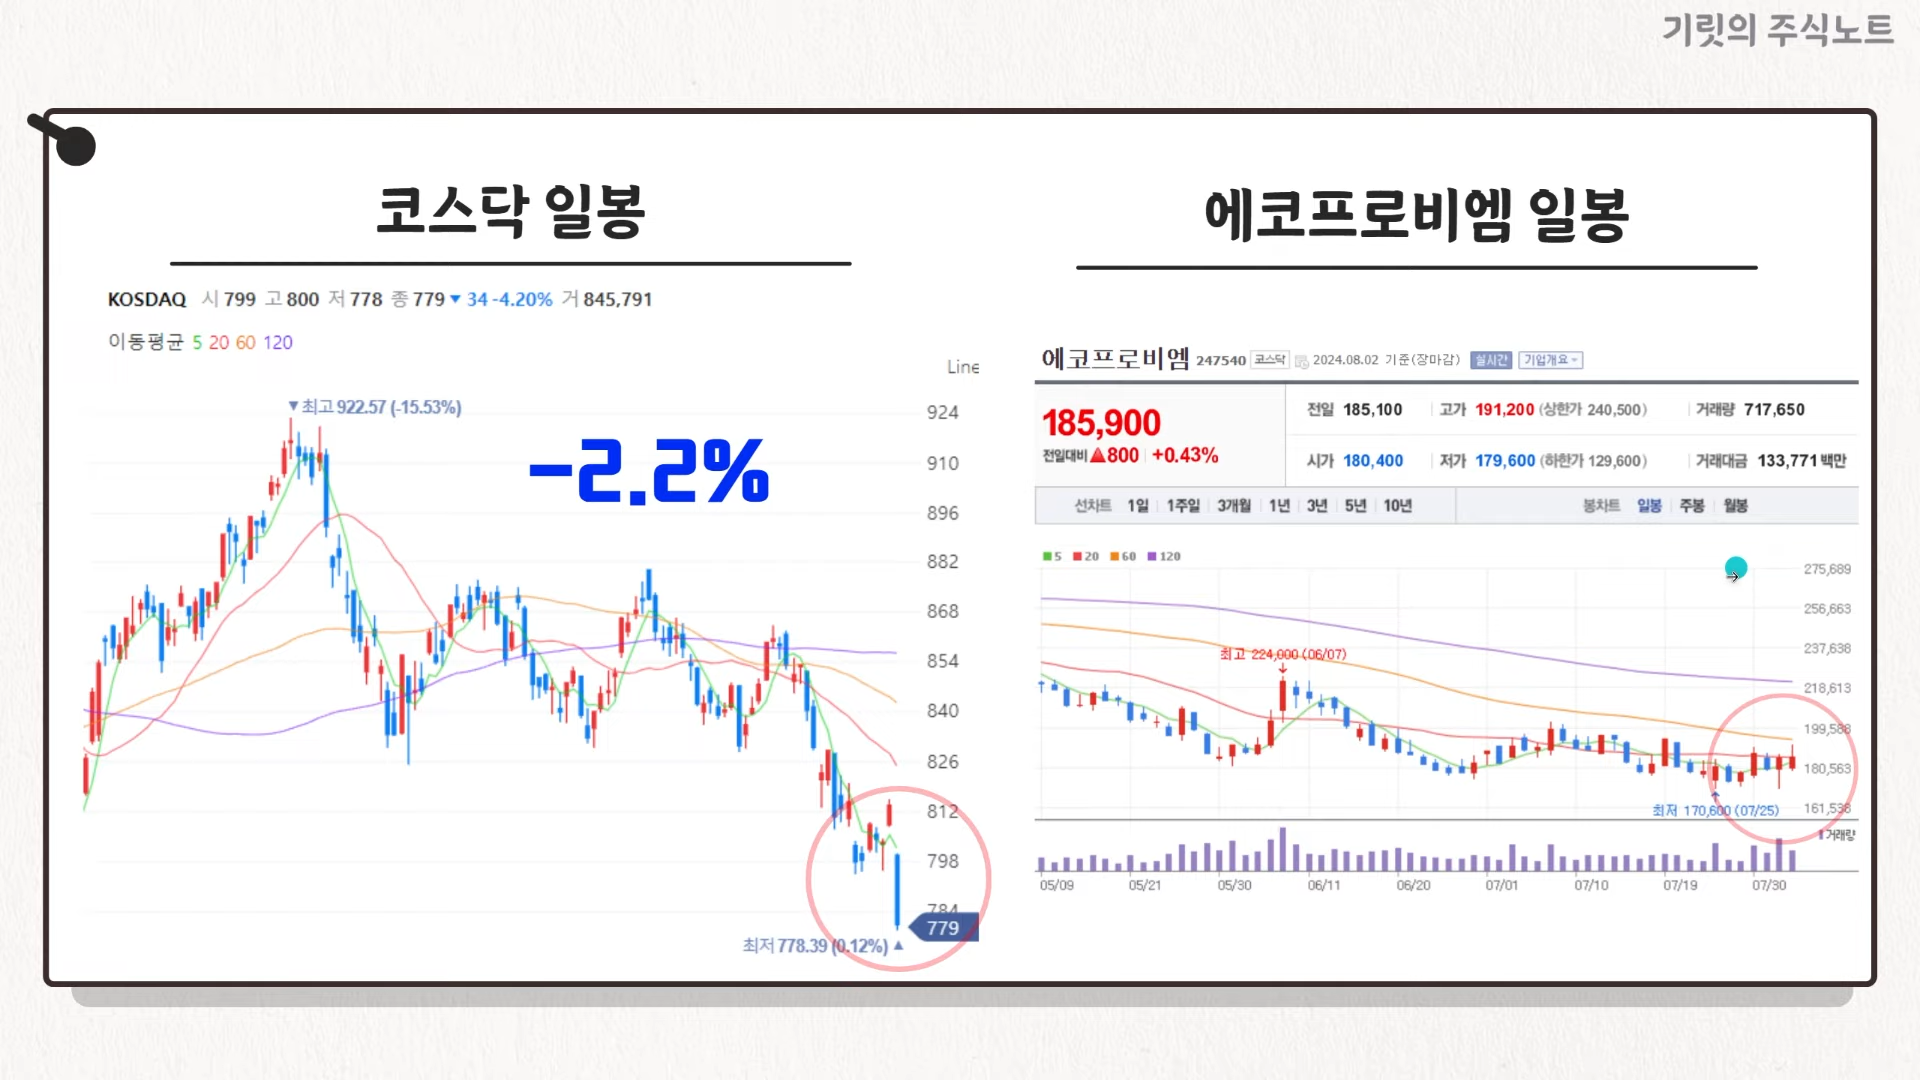 기릿의 주식노트
코스닥 일봉
KOSDAQ 시 799 고 800 저 778 종 779 ▼ 34 -4.20% 거 845,791
이동평균 5 20 60 120
Line
▼최고 922.57 (-15.53%)
-2.2%
924
910
896
882
868
854
840
826
812
798
784
779
최저 778.39 (0.12%) ▲
에코프로비엠 일봉
에코프로비엠 247540 코스닥 2024.08.02 기준(장마감) 실시간 기업개요
185,900
전일대비 ▲800 +0.43%
전일 185,100 고가 191,200 (상한가 240,500) 거래량 717,650
시가 180,400 저가 179,600 (하한가 129,600) 거래대금 133,771 백만
선차트 1일 1주일 3개월 1년 3년 5년 10년 봉차트 일봉 주봉 월봉
5 20 60 120
275,689
256,663
237,638
218,613
199,588
180,563
161,538
최고 224,000 (06/07)
최저 170,600 (07/25)
거래량
05/09 05/21 05/30 06/11 06/20 07/01 07/10 07/19 07/30